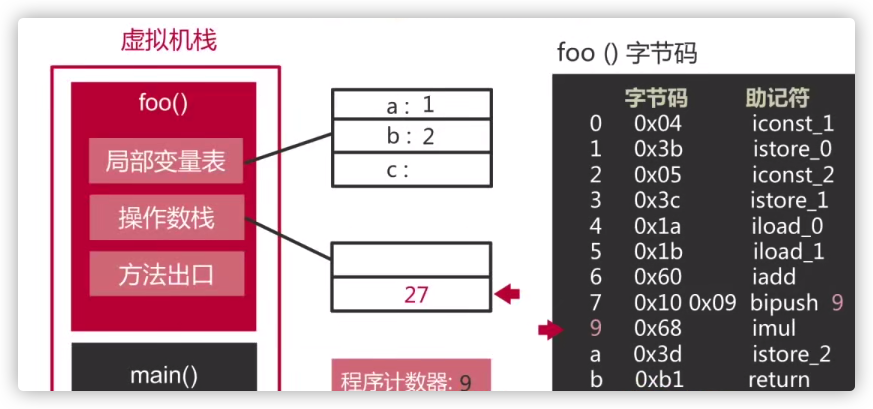 虚拟机栈
foo()
局部变量表
操作数栈
方法出口
main()
a : 1
b : 2
c :
27
程序计数器: 9
foo () 字节码
字节码 助记符
0 0x04 iconst_1
1 0x3b istore_0
2 0x05 iconst_2
3 0x3c istore_1
4 0x1a iload_0
5 0x1b iload_1
6 0x60 iadd
7 0x10 0x09 bipush 9
9 0x68 imul
a 0x3d istore_2
b 0xb1 return